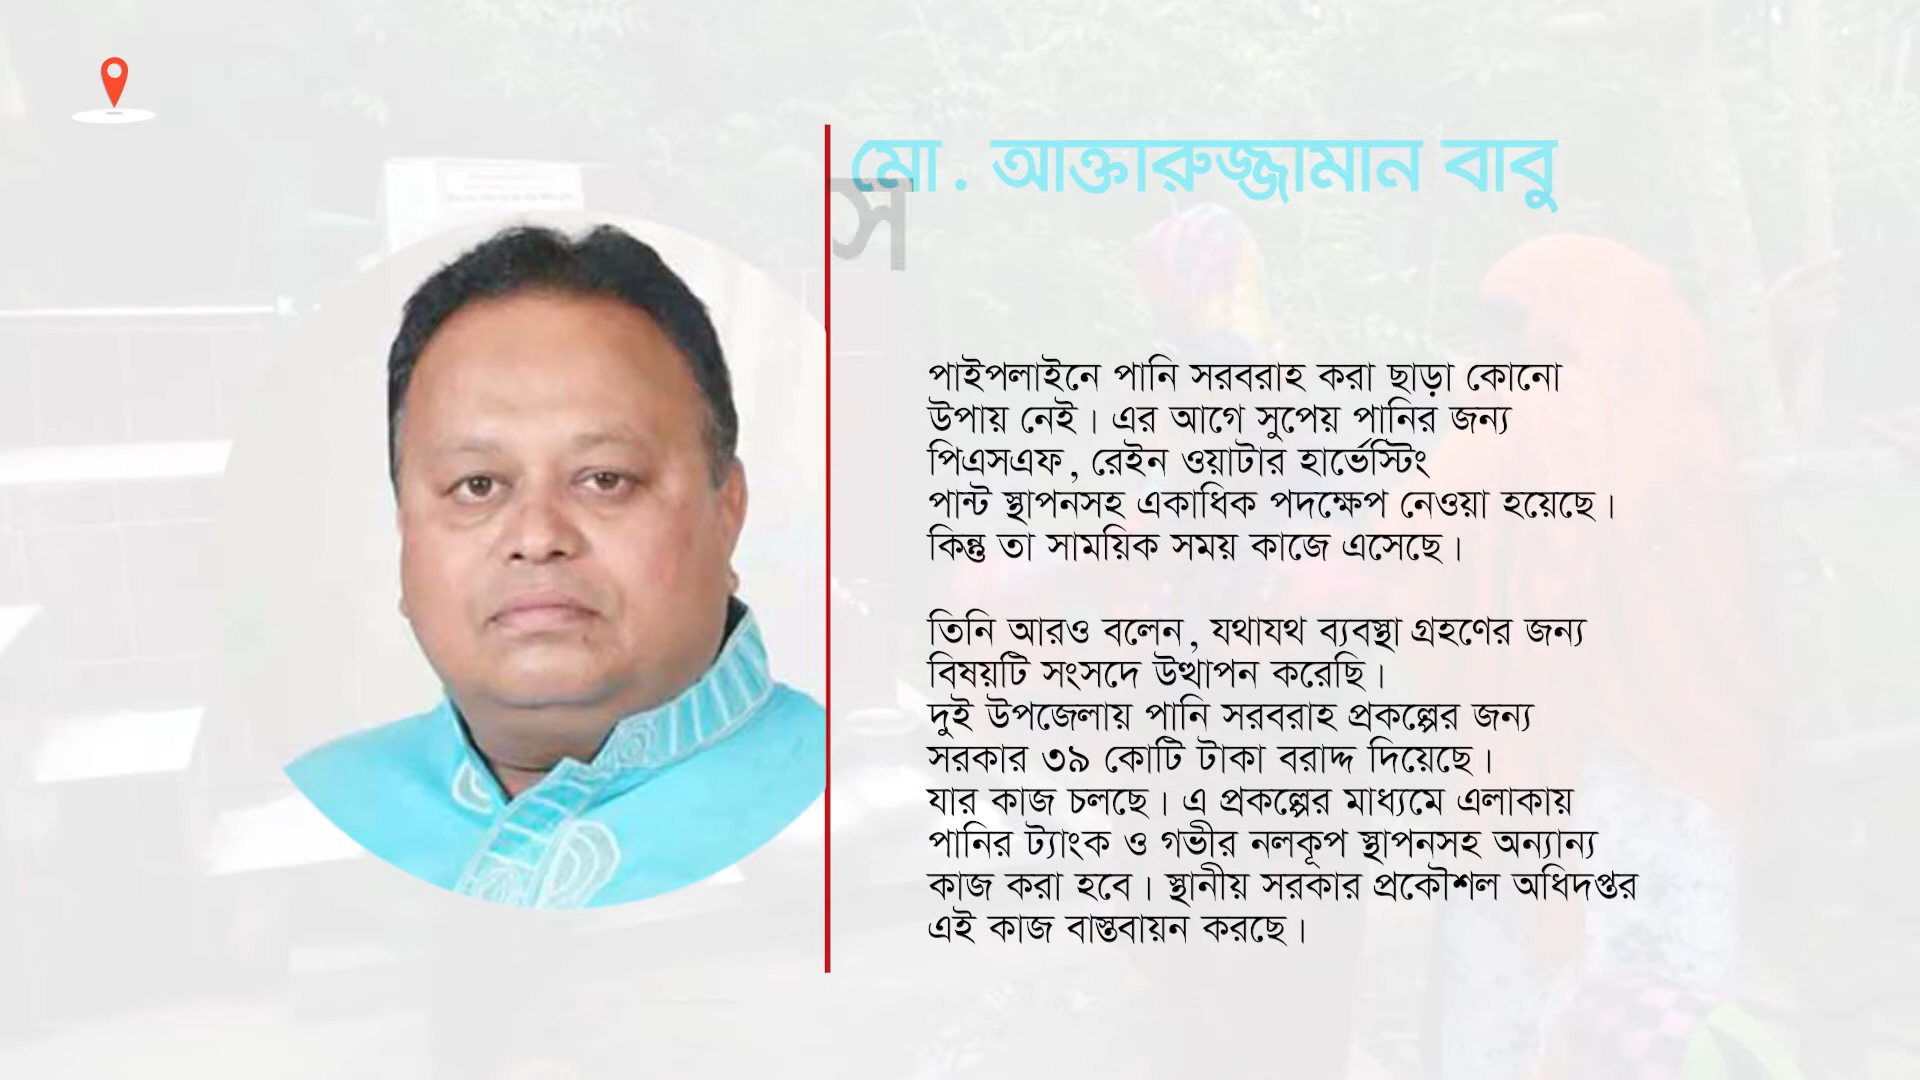 মো. আক্তারুজ্জামান বাবু
স
পাইপলাইনে পানি সরবরাহ করা ছাড়া কোনো
উপায় নেই। এর আগে সুপেয় পানির জন্য
পিএসএফ, রেইন ওয়াটার হার্ভেস্টিং
পান্ট স্থাপনসহ একাধিক পদক্ষেপ নেওয়া হয়েছে।
কিন্তু তা সাময়িক সময় কাজে এসেছে।
তিনি আরও বলেন, যথাযথ ব্যবস্থা গ্রহণের জন্য
বিষয়টি সংসদে উত্থাপন করেছি।
দুই উপজেলায় পানি সরবরাহ প্রকল্পের জন্য
সরকার ৩৯ কোটি টাকা বরাদ্দ দিয়েছে।
যার কাজ চলছে। এ প্রকল্পের মাধ্যমে এলাকায়
পানির ট্যাংক ও গভীর নলকূপ স্থাপনসহ অন্যান্য
কাজ করা হবে। স্থানীয় সরকার প্রকৌশল অধিদপ্তর
এই কাজ বাস্তবায়ন করছে।